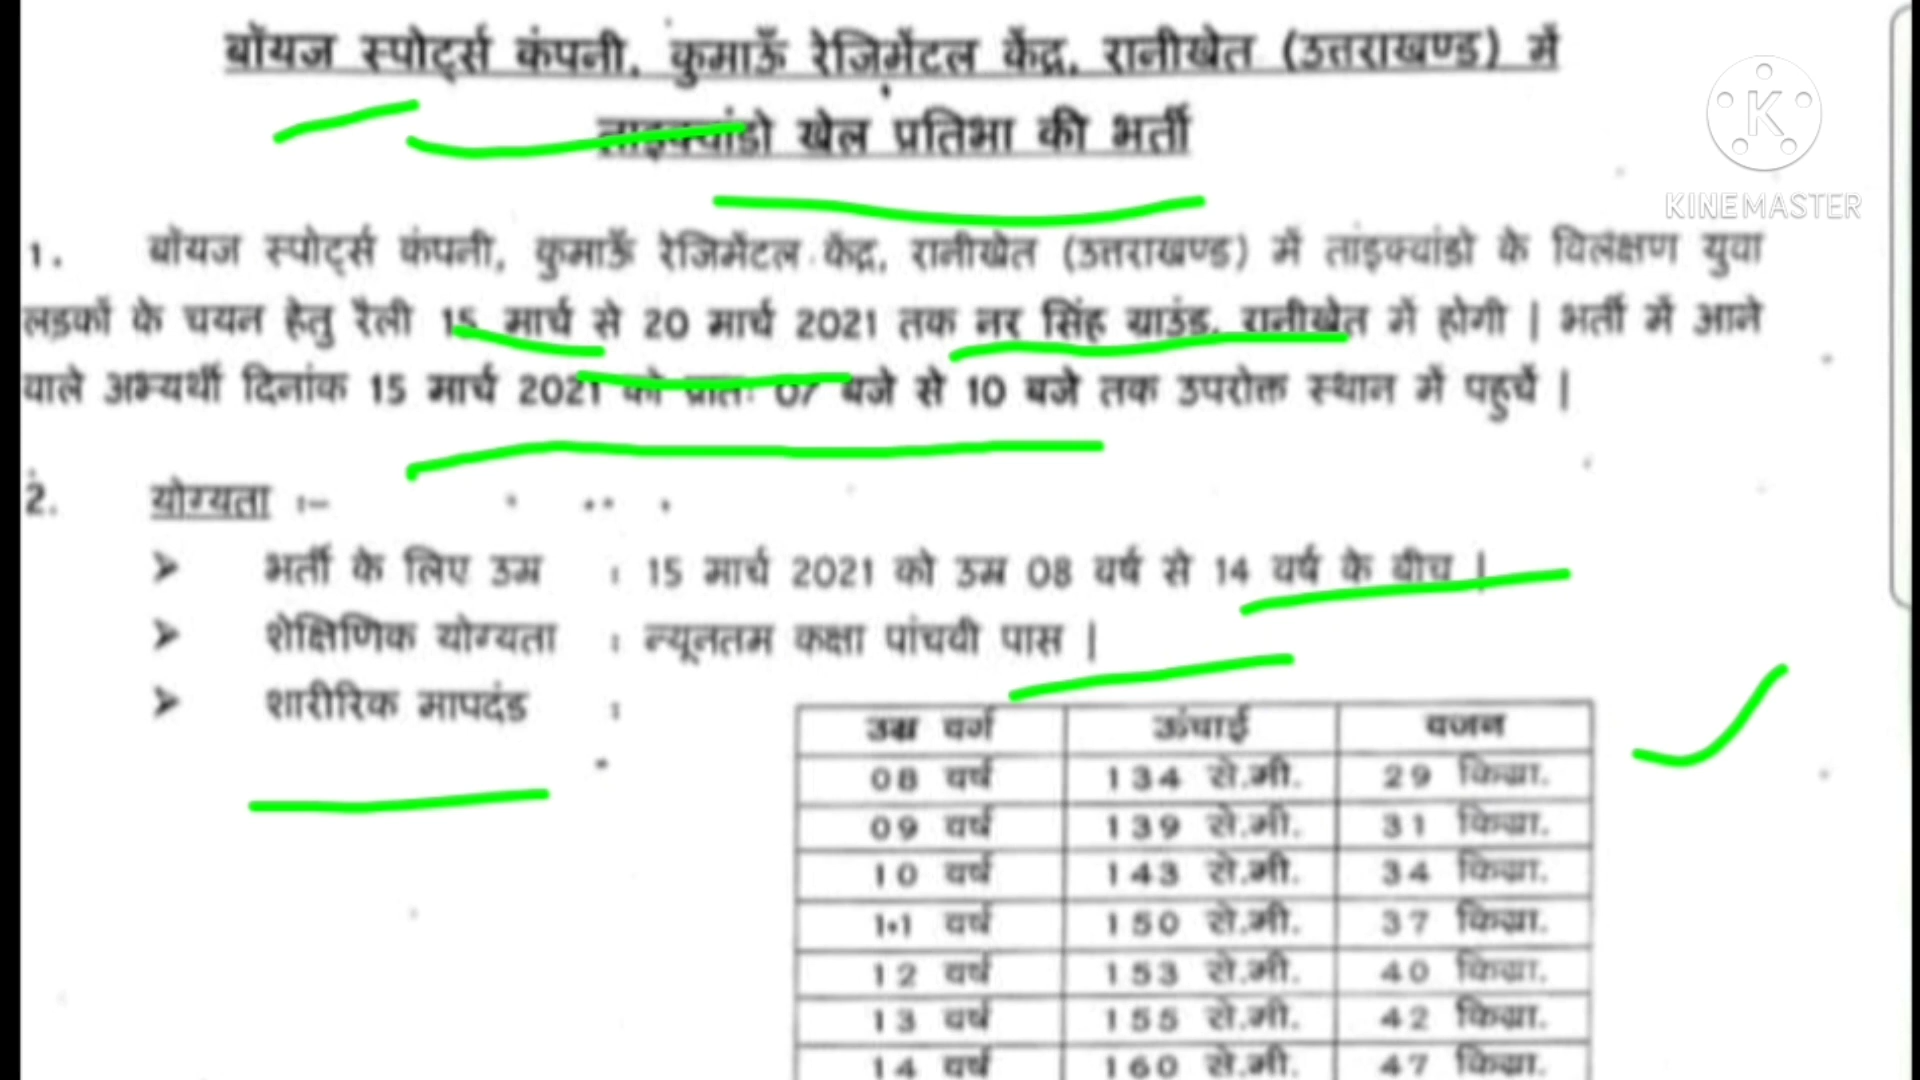 बॉयज स्पोर्ट्स कंपनी, कुमाऊँ रेजिमेंटल केंद्र, रानीखेत (उत्तराखण्ड) में
ताइक्वांडो खेल प्रतिभा की भर्ती
K
KINEMASTER
1. बॉयज स्पोर्ट्स कंपनी, कुमाऊँ रेजिमेंटल केंद्र, रानीखेत (उत्तराखण्ड) में तांइक्वांडो के विलक्षण युवा
लड़कों के चयन हेतु रैली 15 मार्च से 20 मार्च 2021 तक नर सिंह ग्राउंड, रानीखेत में होगी | भर्ती में आने
वाले अभ्यर्थी दिनांक 15 मार्च 2021 को प्रातः 07 बजे से 10 बजे तक उपरोक्त स्थान में पहुचें |
2. योग्यता :–
➢ भर्ती के लिए उम्र : 15 मार्च 2021 को उम्र 08 वर्ष से 14 वर्ष के बीच |
➢ शेक्षिणिक योग्यता : न्यूनतम कक्षा पांचवी पास |
➢ शारीरिक मापदंड :
उम्र वर्ग ऊंचाई वजन
08 वर्ष 134 से.मी. 29 किग्रा.
09 वर्ष 139 से.मी. 31 किग्रा.
10 वर्ष 143 से.मी. 34 किग्रा.
11 वर्ष 150 से.मी. 37 किग्रा.
12 वर्ष 153 से.मी. 40 किग्रा.
13 वर्ष 155 से.मी. 42 किग्रा.
14 वर्ष 160 से.मी. 47 किग्रा.